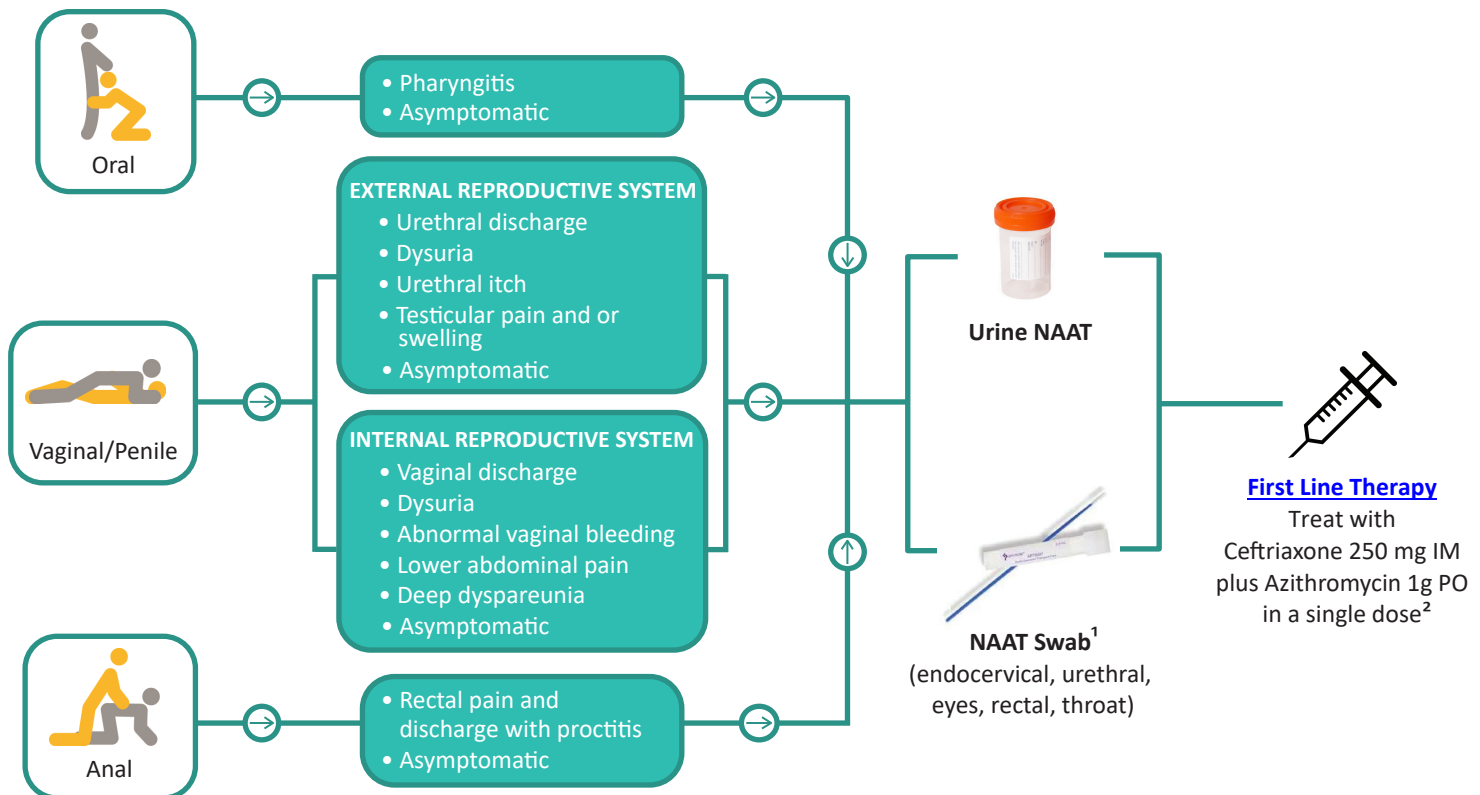 Oral
• Pharyngitis
• Asymptomatic
Vaginal/Penile
EXTERNAL REPRODUCTIVE SYSTEM
• Urethral discharge
• Dysuria
• Urethral itch
• Testicular pain and or
swelling
• Asymptomatic
INTERNAL REPRODUCTIVE SYSTEM
• Vaginal discharge
• Dysuria
• Abnormal vaginal bleeding
• Lower abdominal pain
• Deep dyspareunia
• Asymptomatic
Anal
• Rectal pain and
discharge with proctitis
• Asymptomatic
Urine NAAT
NAAT Swab¹
(endocervical, urethral,
eyes, rectal, throat)
First Line Therapy
Treat with
Ceftriaxone 250 mg IM
plus Azithromycin 1g PO
in a single dose²